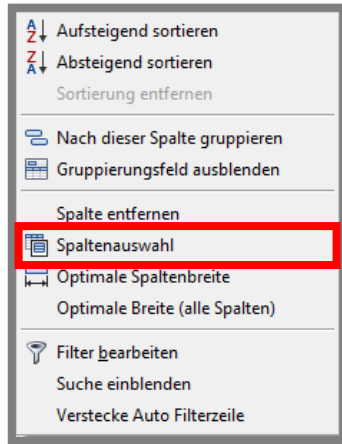 Aufsteigend sortieren
Absteigend sortieren
Sortierung entfernen
Nach dieser Spalte gruppieren
Gruppierungsfeld ausblenden
Spalte entfernen
Spaltenauswahl
Optimale Spaltenbreite
Optimale Breite (alle Spalten)
Filter bearbeiten
Suche einblenden
Verstecke Auto Filterzeile